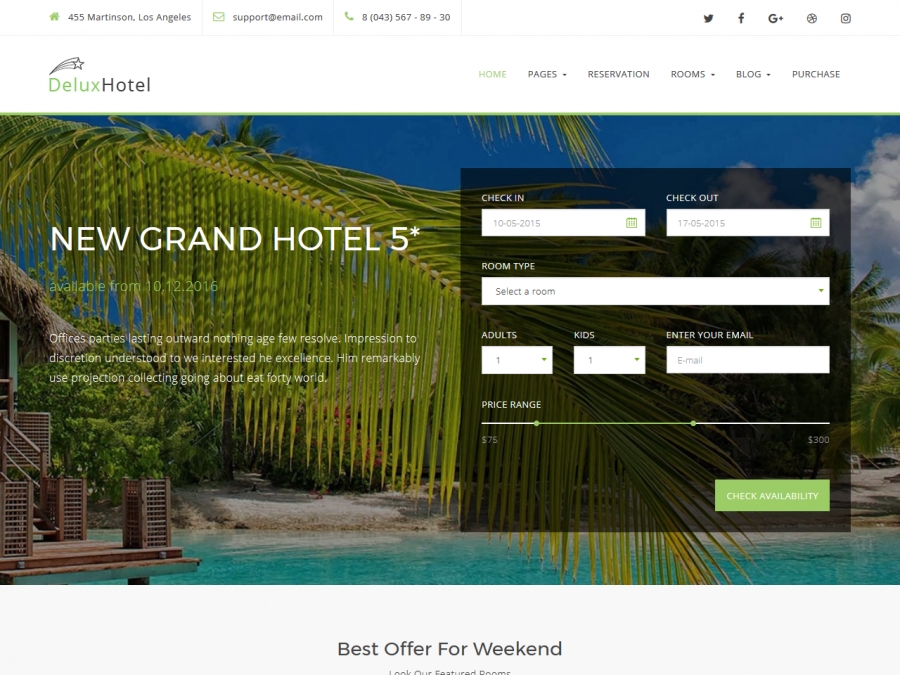 455 Martinson, Los Angeles
support@email.com
8 (043) 567 - 89 - 30
DeluxHotel
HOME
PAGES
RESERVATION
ROOMS
BLOG
PURCHASE
NEW GRAND HOTEL 5*
available from 10.12.2016
Offices parties lasting outward nothing age few resolve. Impression to
discretion understood to we interested he excellence. Him remarkably
use projection collecting going about eat forty world.
CHECK IN
CHECK OUT
10-05-2015
17-05-2015
ROOM TYPE
Select a room
ADULTS
KIDS
ENTER YOUR EMAIL
1
1
E-mail
PRICE RANGE
$75
$300
CHECK AVAILABILITY
Best Offer For Weekend
Look Our Featured Rooms